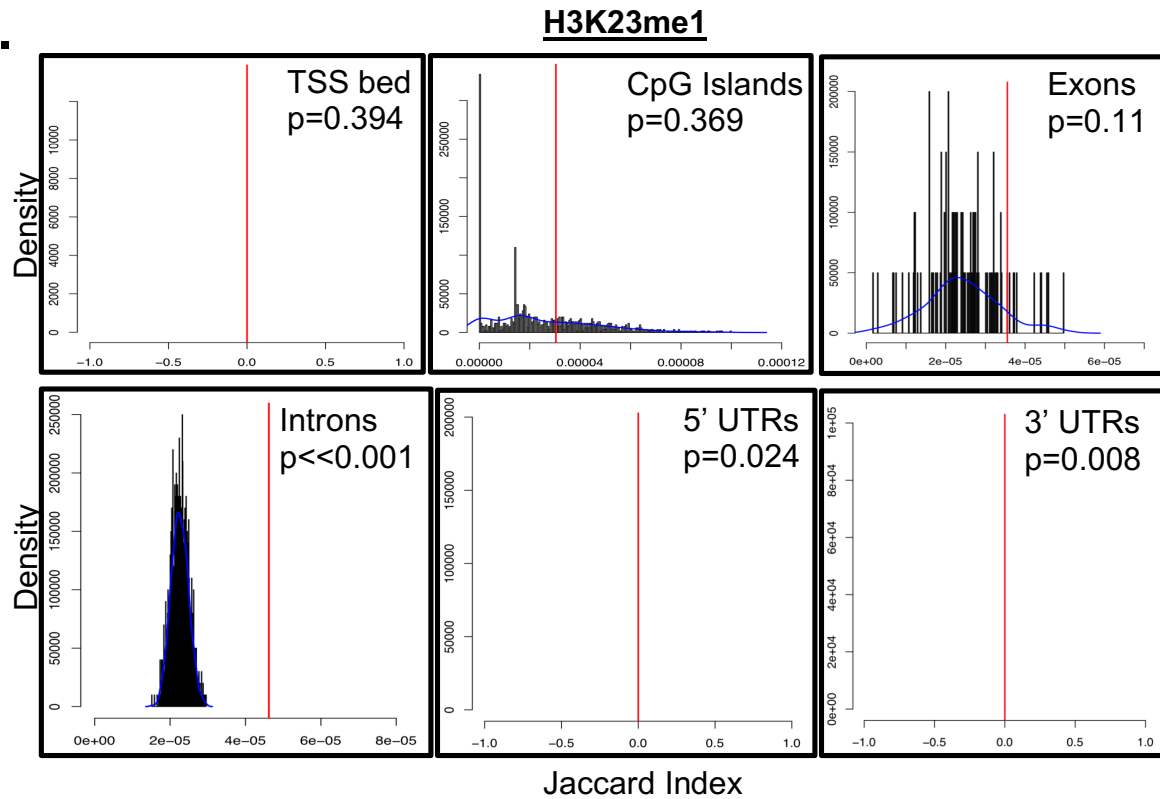 H3K23me1
.
TSS bed
p=0.394
Density
0 2000 4000 6000 8000 10000
−1.0 −0.5 0.0 0.5 1.0
CpG Islands
p=0.369
0 50000 150000 250000
0.00000 0.00004 0.00008 0.00012
Exons
p=0.11
0 50000 100000 150000 200000
0e+00 2e−05 4e−05 6e−05
Introns
p<<0.001
Density
0 50000 100000 150000 200000 250000
0e+00 2e−05 4e−05 6e−05 8e−05
5’ UTRs
p=0.024
0 50000 100000 150000 200000
−1.0 −0.5 0.0 0.5 1.0
3’ UTRs
p=0.008
0e+00 2e+04 4e+04 6e+04 8e+04 1e+05
−1.0 −0.5 0.0 0.5 1.0
Jaccard Index